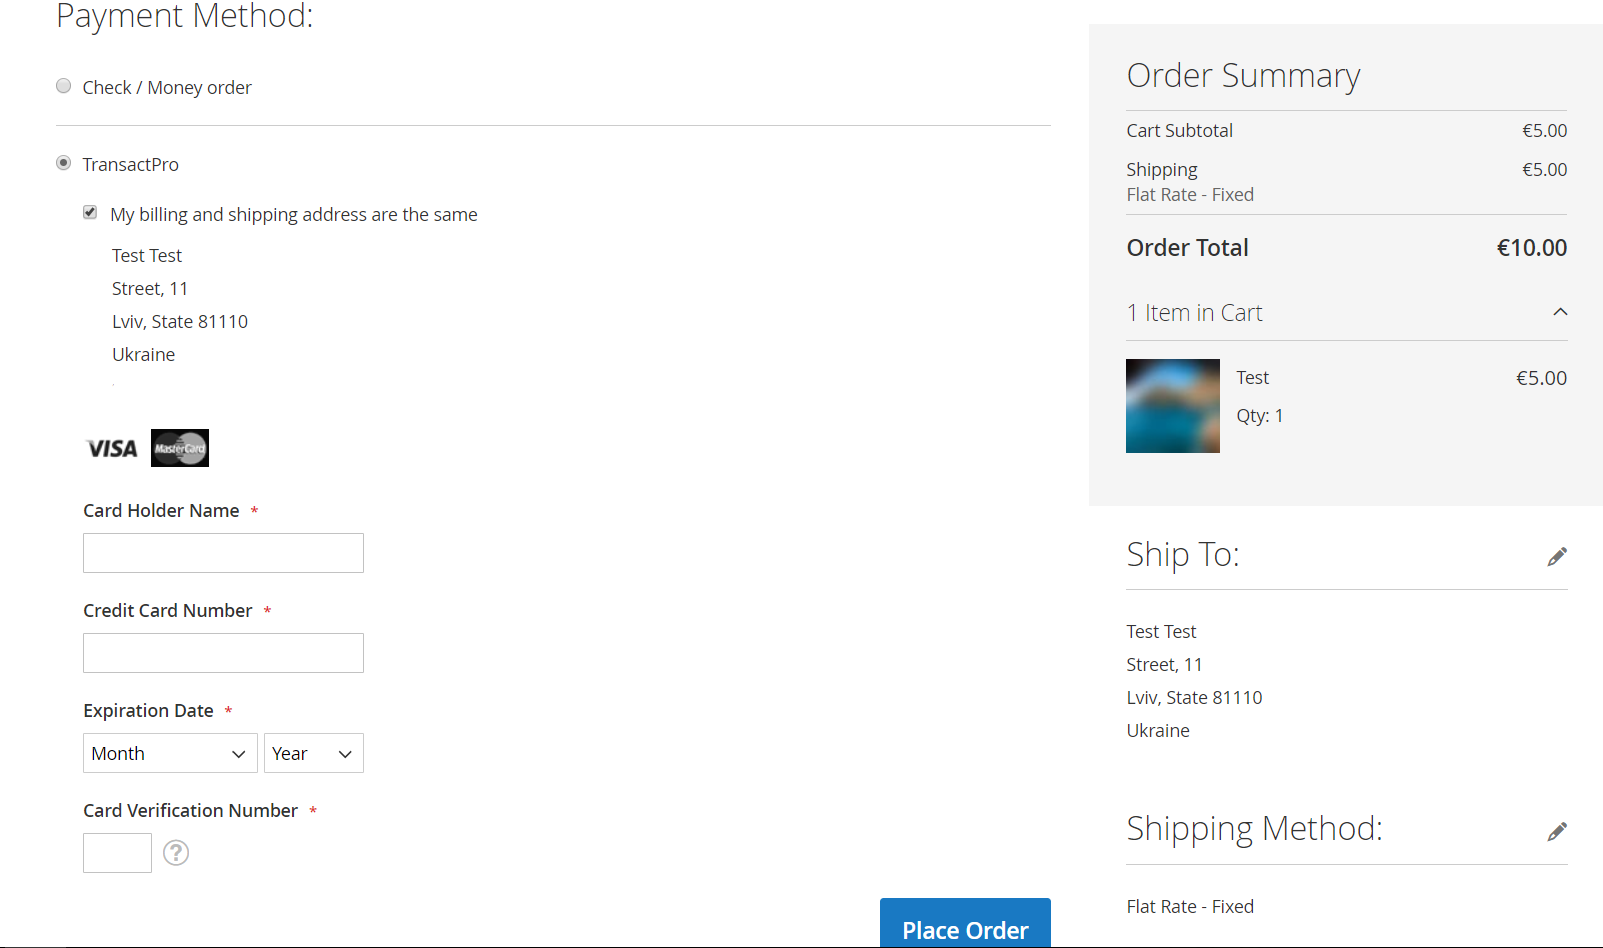 Payment Method:
Check / Money order
TransactPro
My billing and shipping address are the same
Test Test
Street, 11
Lviv, State 81110
Ukraine
VISA MasterCard
Card Holder Name *
Credit Card Number *
Expiration Date *
Month Year
Card Verification Number *
?
Place Order
Order Summary
Cart Subtotal €5.00
Shipping €5.00
Flat Rate - Fixed
Order Total €10.00
1 Item in Cart
Test €5.00
Qty: 1
Ship To:
Test Test
Street, 11
Lviv, State 81110
Ukraine
Shipping Method:
Flat Rate - Fixed